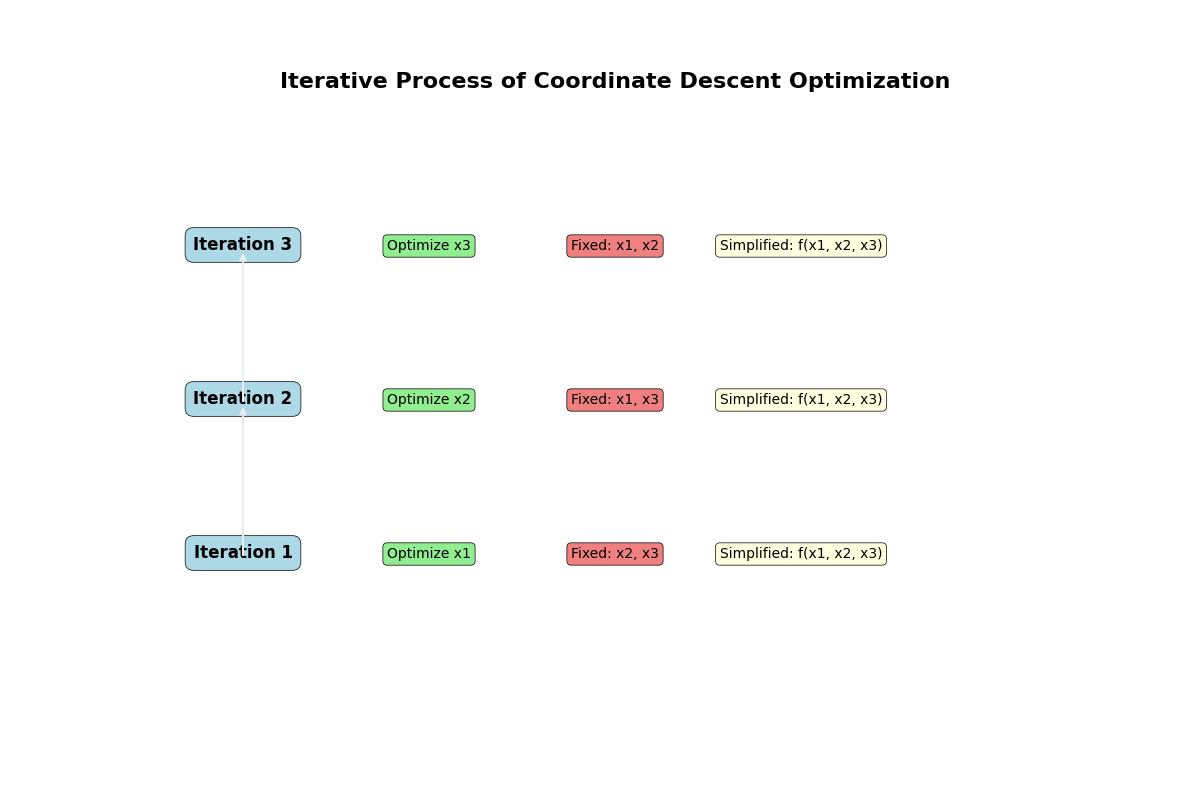 Iterative Process of Coordinate Descent Optimization
Iteration 3
Optimize x3
Fixed: x1, x2
Simplified: f(x1, x2, x3)
Iteration 2
Optimize x2
Fixed: x1, x3
Simplified: f(x1, x2, x3)
Iteration 1
Optimize x1
Fixed: x2, x3
Simplified: f(x1, x2, x3)